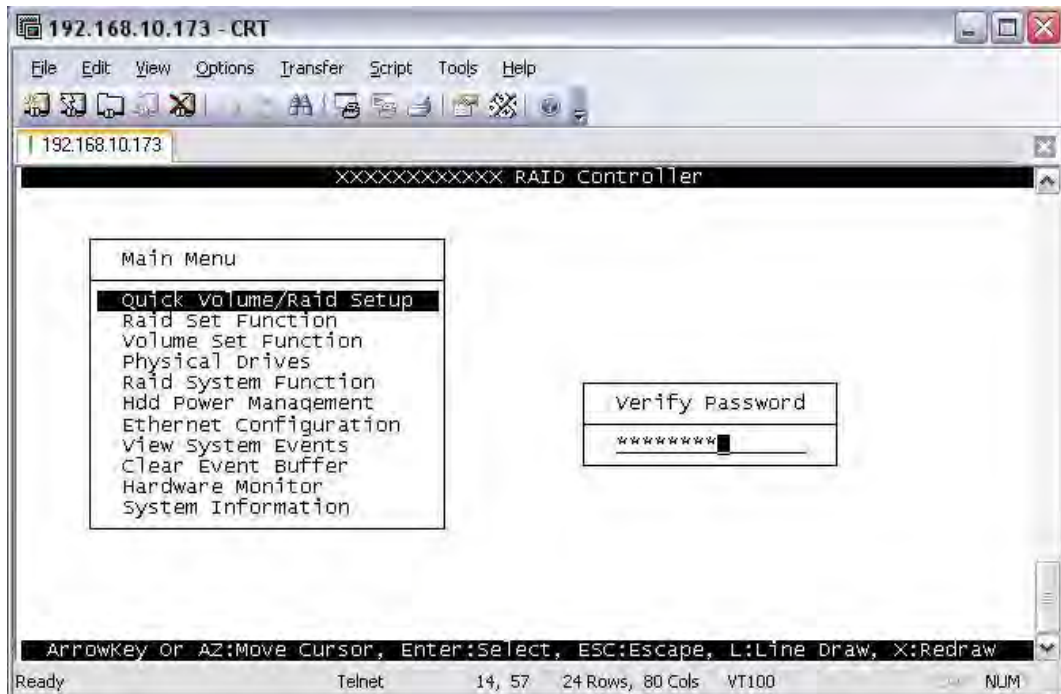 192.168.10.173 - CRT
File Edit View Options Transfer Script Tools Help
192.168.10.173
XXXXXXXXXXXX RAID Controller
Main Menu
Quick Volume/Raid Setup
Raid Set Function
Volume Set Function
Physical Drives
Raid System Function
Hdd Power Management
Ethernet Configuration
View System Events
Clear Event Buffer
Hardware Monitor
System Information
Verify Password
********
ArrowKey Or AZ:Move Cursor, Enter:Select, ESC:Escape, L:Line Draw, X:Redraw
Ready Telnet 14, 57 24 Rows, 80 Cols VT100 NUM